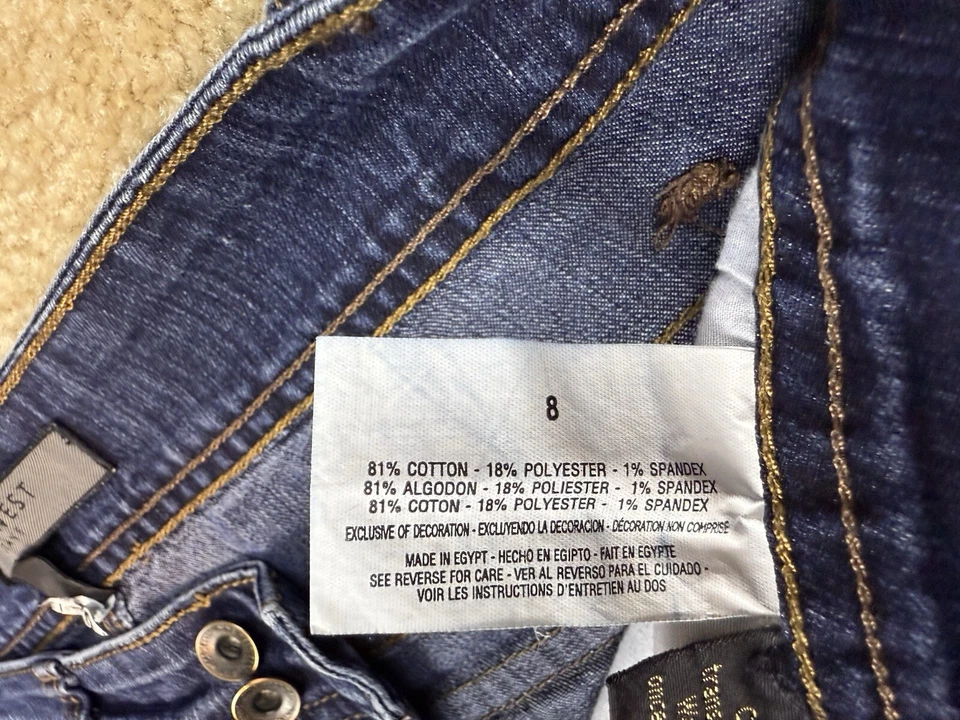 8
81% COTTON - 18% POLYESTER - 1% SPANDEX
81% ALGODON - 18% POLIESTER - 1% SPANDEX
81% COTON - 18% POLYESTER - 1% SPANDEX
EXCLUSIVE OF DECORATION - EXCLUYENDO LA DECORACION - DÉCORATION NON COMPRISE
MADE IN EGYPT - HECHO EN EGIPTO - FAIT EN EGYPTE
SEE REVERSE FOR CARE - VER AL REVERSO PARA EL CUIDADO -
VOIR LES INSTRUCTIONS D'ENTRETIEN AU DOS